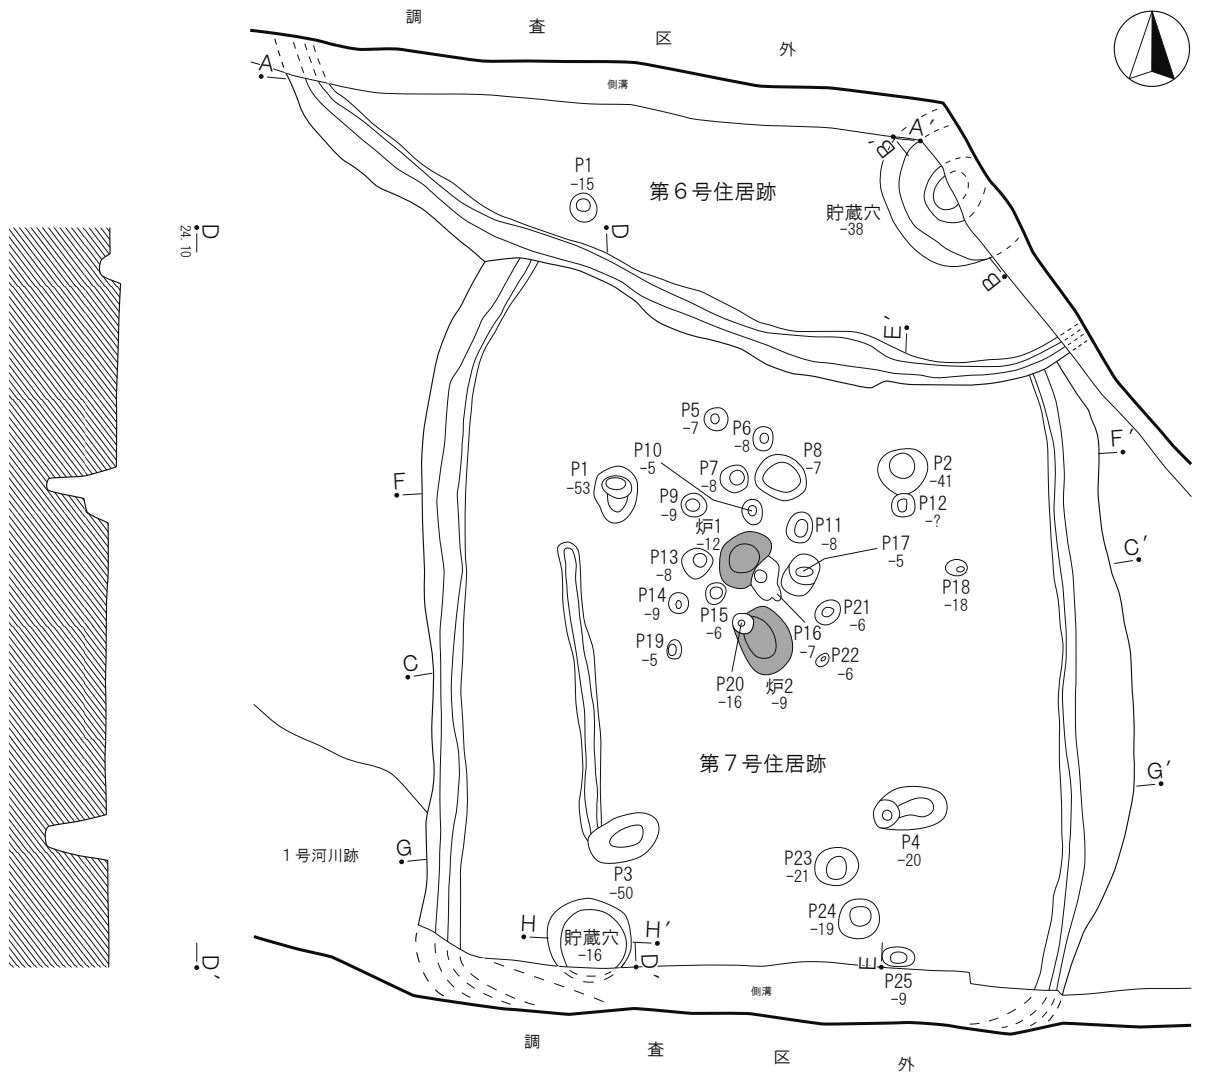 調査区外
側溝
A
A′
B′
P1
-15
第６号住居跡
貯蔵穴
-38
D
24.10
D
B
E′
P5
-7
P6
-8
P10
-5
P8
-7
P7
-8
P1
-53
P2
-41
F′
F
P9
-9
P12
-?
炉1
-12
P11
-8
P17
-5
C′
P13
-8
P18
-18
P14
-9
P15
-6
P16
-7
P21
-6
P19
-5
P22
-6
C
P20
-16
炉2
-9
第７号住居跡
G′
１号河川跡
G
P4
-20
P23
-21
P3
-50
P24
-19
H
貯蔵穴
-16
H′
D′
D′
E
P25
-9
側溝
調査区外